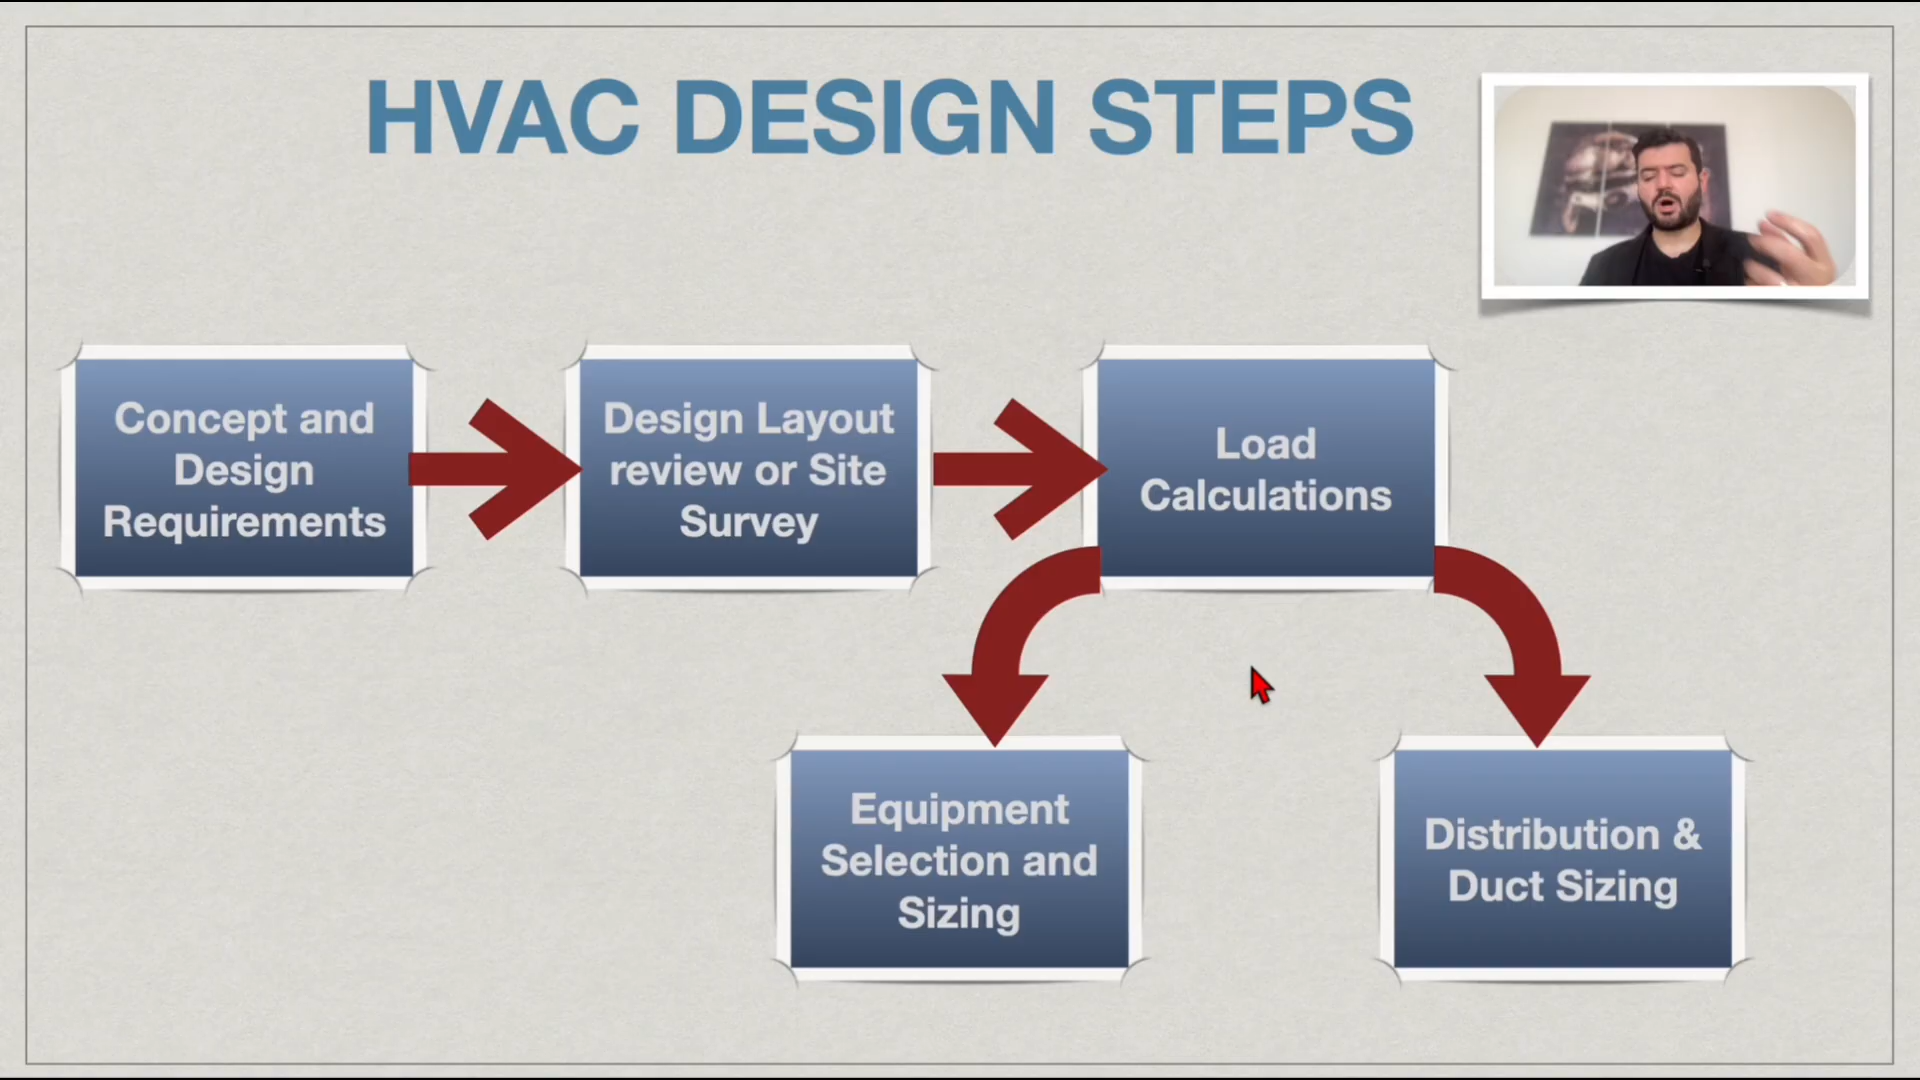 HVAC DESIGN STEPS
Concept and
Design
Requirements
Design Layout
review or Site
Survey
Load
Calculations
Equipment
Selection and
Sizing
Distribution &
Duct Sizing